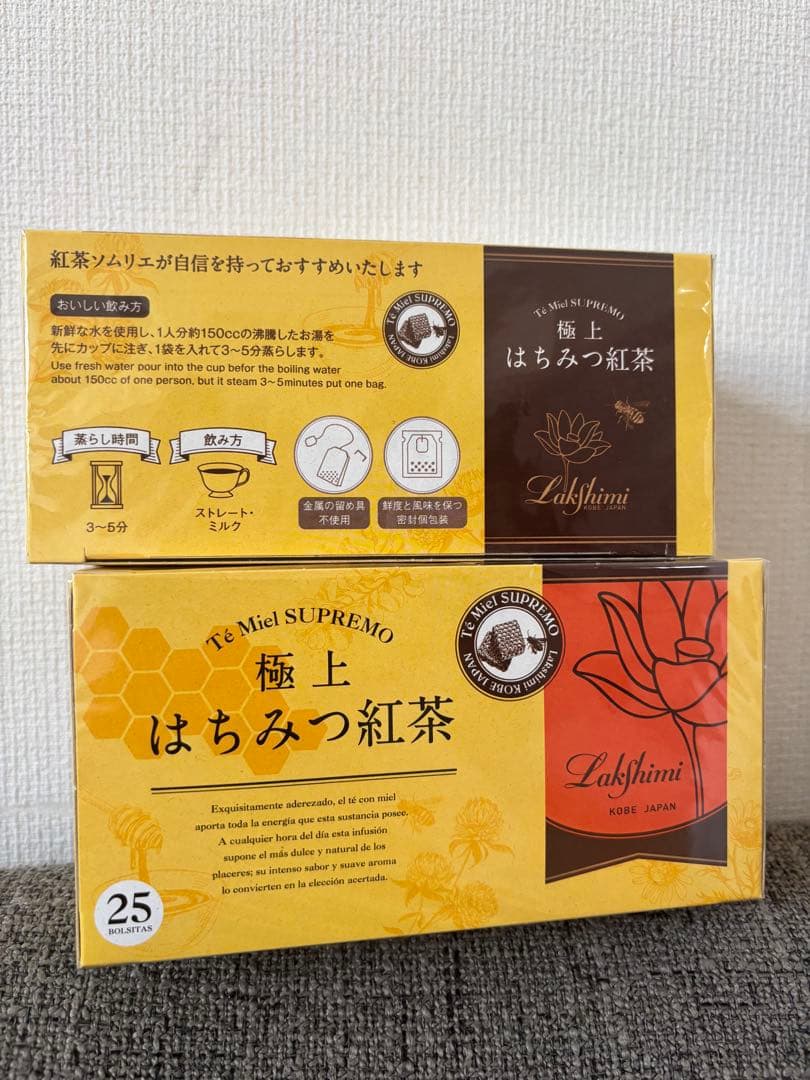 紅茶ソムリエが自信を持っておすすめいたします
おいしい飲み方
新鮮な水を使用し、1人分約150ccの沸騰したお湯を
先にカップに注ぎ、1袋を入れて3〜5分蒸らします。
Use fresh water pour into the cup befor the boiling water
about 150cc of one person, but it steam 3~5minutes put one bag.
Té Miel SUPREMO
Lakshimi KOBE JAPAN
蒸らし時間
3〜5分
飲み方
ストレート・
ミルク
金属の留め具
不使用
鮮度と風味を保つ
密封個包装
Té Miel SUPREMO
極上
はちみつ紅茶
Lakshimi
KOBE JAPAN
Té Miel SUPREMO
極上
はちみつ紅茶
Exquisitamente aderezado, el té con miel
aporta toda la energía que esta sustancia posee.
A cualquier hora del día esta infusión
supone el más dulce y natural de los
placeres; su intenso sabor y suave aroma
lo convierten en la elección acertada.
25
BOLSITAS
Té Miel SUPREMO
Lakshimi KOBE JAPAN
Lakshimi
KOBE JAPAN